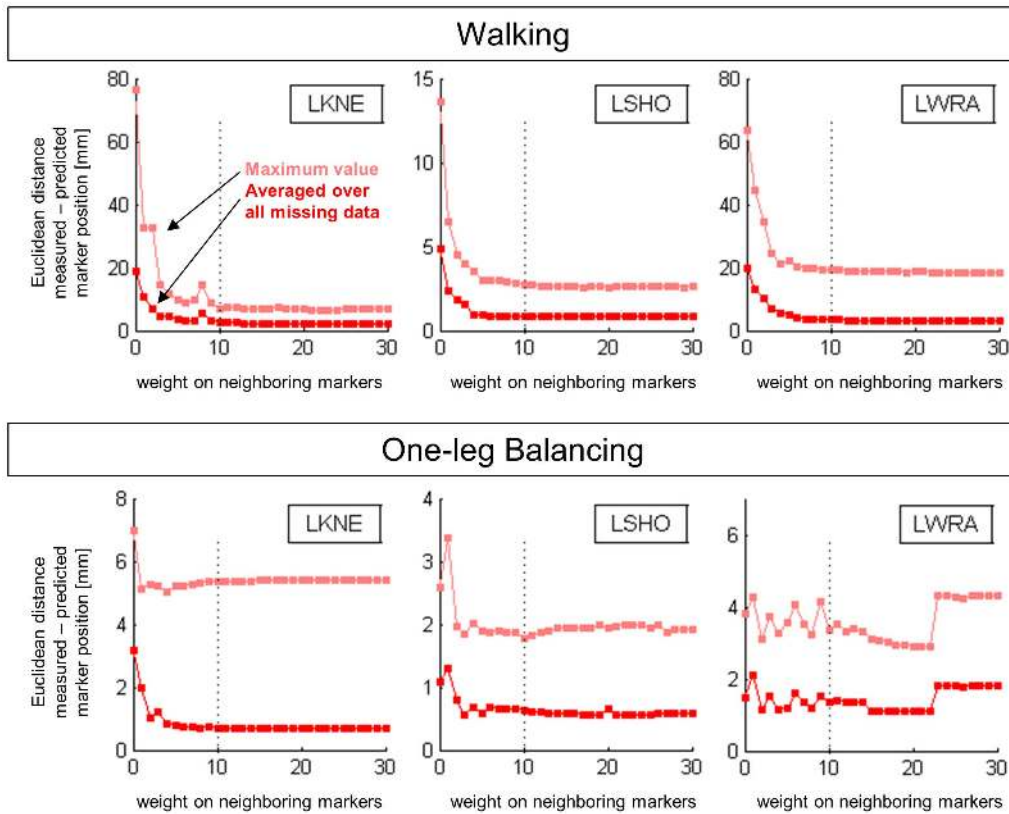 Walking
Euclidean distance
measured – predicted
marker position [mm]
80
60
40
20
0
LKNE
Maximum value
Averaged over
all missing data
0 10 20 30
weight on neighboring markers
15
10
5
0
LSHO
0 10 20 30
weight on neighboring markers
80
60
40
20
0
LWRA
0 10 20 30
weight on neighboring markers
One-leg Balancing
Euclidean distance
measured – predicted
marker position [mm]
8
6
4
2
0
LKNE
0 10 20 30
weight on neighboring markers
4
3
2
1
0
LSHO
0 10 20 30
weight on neighboring markers
6
4
2
0
LWRA
0 10 20 30
weight on neighboring markers